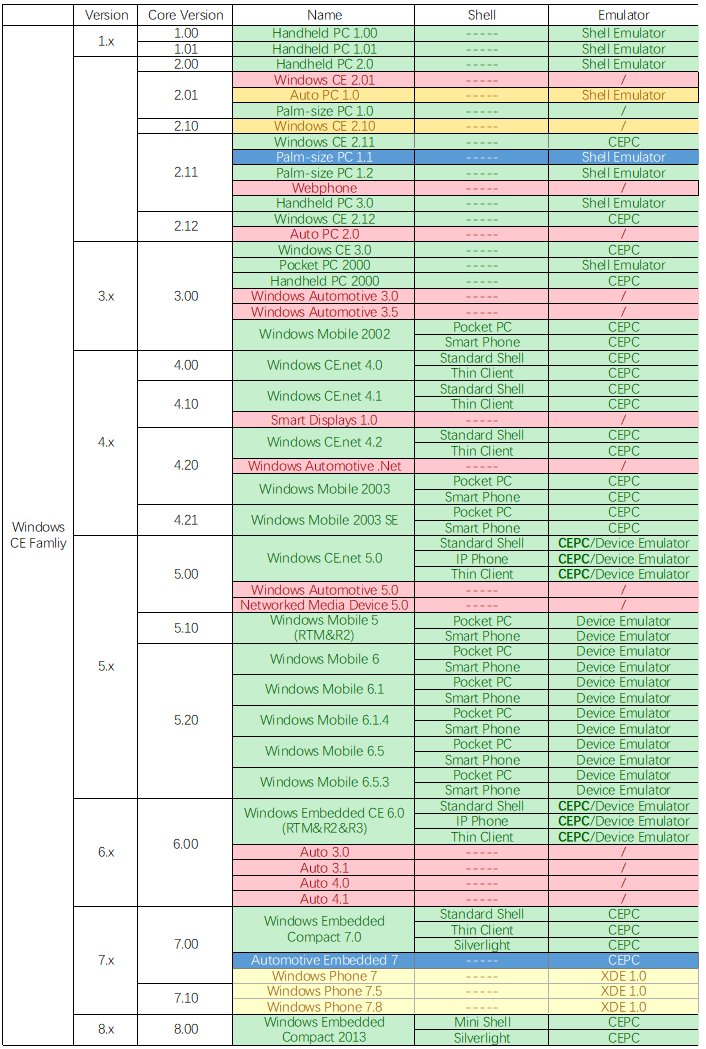 Version Core Version Name Shell Emulator
Windows CE Famliy
1.x 1.00 Handheld PC 1.00 ----- Shell Emulator
1.01 Handheld PC 1.01 ----- Shell Emulator
2.00 Handheld PC 2.0 ----- Shell Emulator
2.01 Windows CE 2.01 ----- /
Auto PC 1.0 ----- Shell Emulator
Palm-size PC 1.0 ----- /
2.10 Windows CE 2.10 ----- /
2.11 Windows CE 2.11 ----- CEPC
Palm-size PC 1.1 ----- Shell Emulator
Palm-size PC 1.2 ----- Shell Emulator
Webphone ----- /
Handheld PC 3.0 ----- Shell Emulator
2.12 Windows CE 2.12 ----- CEPC
Auto PC 2.0 ----- /
3.x 3.00 Windows CE 3.0 ----- CEPC
Pocket PC 2000 ----- Shell Emulator
Handheld PC 2000 ----- CEPC
Windows Automotive 3.0 ----- /
Windows Automotive 3.5 ----- /
Windows Mobile 2002 Pocket PC CEPC
Smart Phone CEPC
4.x 4.00 Windows CE.net 4.0 Standard Shell CEPC
Thin Client CEPC
4.10 Windows CE.net 4.1 Standard Shell CEPC
Thin Client CEPC
Smart Displays 1.0 ----- /
4.20 Windows CE.net 4.2 Standard Shell CEPC
Thin Client CEPC
Windows Automotive .Net ----- /
Windows Mobile 2003 Pocket PC CEPC
Smart Phone CEPC
4.21 Windows Mobile 2003 SE Pocket PC CEPC
Smart Phone CEPC
5.x 5.00 Windows CE.net 5.0 Standard Shell CEPC/Device Emulator
IP Phone CEPC/Device Emulator
Thin Client CEPC/Device Emulator
Windows Automotive 5.0 ----- /
Networked Media Device 5.0 ----- /
5.10 Windows Mobile 5 (RTM&R2) Pocket PC Device Emulator
Smart Phone Device Emulator
5.20 Windows Mobile 6 Pocket PC Device Emulator
Smart Phone Device Emulator
Windows Mobile 6.1 Pocket PC Device Emulator
Smart Phone Device Emulator
Windows Mobile 6.1.4 Pocket PC Device Emulator
Smart Phone Device Emulator
Windows Mobile 6.5 Pocket PC Device Emulator
Smart Phone Device Emulator
Windows Mobile 6.5.3 Pocket PC Device Emulator
Smart Phone Device Emulator
6.x 6.00 Windows Embedded CE 6.0 (RTM&R2&R3) Standard Shell CEPC/Device Emulator
IP Phone CEPC/Device Emulator
Thin Client CEPC/Device Emulator
Auto 3.0 ----- /
Auto 3.1 ----- /
Auto 4.0 ----- /
Auto 4.1 ----- /
7.x 7.00 Windows Embedded Compact 7.0 Standard Shell CEPC
Thin Client CEPC
Silverlight CEPC
Automotive Embedded 7 ----- CEPC
Windows Phone 7 ----- XDE 1.0
7.10 Windows Phone 7.5 ----- XDE 1.0
Windows Phone 7.8 ----- XDE 1.0
8.x 8.00 Windows Embedded Compact 2013 Mini Shell CEPC
Silverlight CEPC